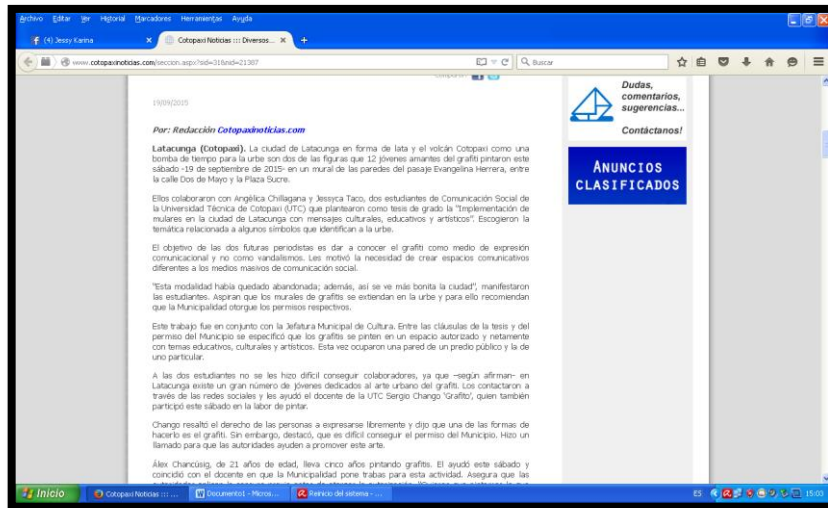 Archivo Editar Ver Historial Marcadores Herramientas Ayuda
(4) Jessy Karina
Cotopaxi Noticias ::: Diversos...
www.cotopaxinoticias.com/seccion.aspx?sid=31&nid=21387
Buscar
19/09/2015
Por: Redacción Cotopaxinoticias.com
Latacunga (Cotopaxi). La ciudad de Latacunga en forma de lata y el volcán Cotopaxi como una
bomba de tiempo para la urbe son dos de las figuras que 12 jóvenes amantes del grafiti pintaron este
sábado -19 de septiembre de 2015- en un mural de las paredes del pasaje Evangelina Herrera, entre
la calle Dos de Mayo y la Plaza Sucre.
Ellos colaboraron con Angélica Chillagana y Jessyca Taco, dos estudiantes de Comunicación Social de
la Universidad Técnica de Cotopaxi (UTC) que plantearon como tesis de grado la "Implementación de
mulares en la ciudad de Latacunga con mensajes culturales, educativos y artísticos". Escogieron la
temática relacionada a algunos símbolos que identifican a la urbe.
El objetivo de las dos futuras periodistas es dar a conocer el grafiti como medio de expresión
comunicacional y no como vandalismos. Les motivó la necesidad de crear espacios comunicativos
diferentes a los medios masivos de comunicación social.
"Esta modalidad había quedado abandonada; además, así se ve más bonita la ciudad", manifestaron
las estudiantes. Aspiran que los murales de grafitis se extiendan en la urbe y para ello recomiendan
que la Municipalidad otorgue los permisos respectivos.
Este trabajo fue en conjunto con la Jefatura Municipal de Cultura. Entre las cláusulas de la tesis y del
permiso del Municipio se especificó que los grafitis se pinten en un espacio autorizado y netamente
con temas educativos, culturales y artísticos. Esta vez ocuparon una pared de un predio público y la de
uno particular.
A las dos estudiantes no se les hizo difícil conseguir colaboradores, ya que –según afirman– en
Latacunga existe un gran número de jóvenes dedicados al arte urbano del grafiti. Los contactaron a
través de las redes sociales y les ayudó el docente de la UTC Sergio Chango 'Grafito', quien también
participó este sábado en la labor de pintar.
Chango resaltó el derecho de las personas a expresarse libremente y dijo que una de las formas de
hacerlo es el grafiti. Sin embargo, destacó, que es difícil conseguir el permiso del Municipio. Hizo un
llamado para que las autoridades ayuden a promover este arte.
Álex Chancúsig, de 21 años de edad, lleva cinco años pintando grafitis. El ayudó este sábado y
coincidió con el docente en que la Municipalidad pone trabas para esta actividad. Asegura que las
Dudas,
comentarios,
sugerencias...
Contáctanos!
ANUNCIOS
CLASIFICADOS
Inicio
Cotopaxi Noticias ::: ...
Documento1 - Micros...
Reinicio del sistema - ...
ES
15:03